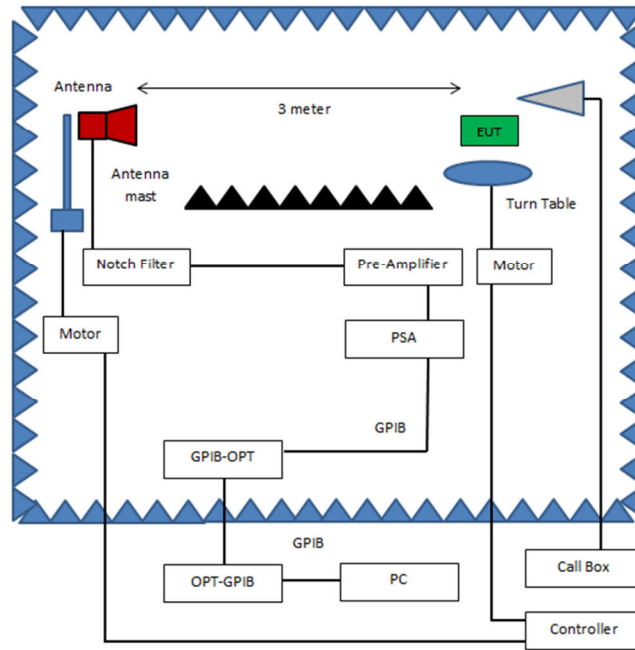 Antenna
3 meter
EUT
Antenna
mast
Turn Table
Notch Filter
Pre-Amplifier
Motor
Motor
PSA
GPIB
GPIB-OPT
GPIB
OPT-GPIB
PC
Call Box
Controller